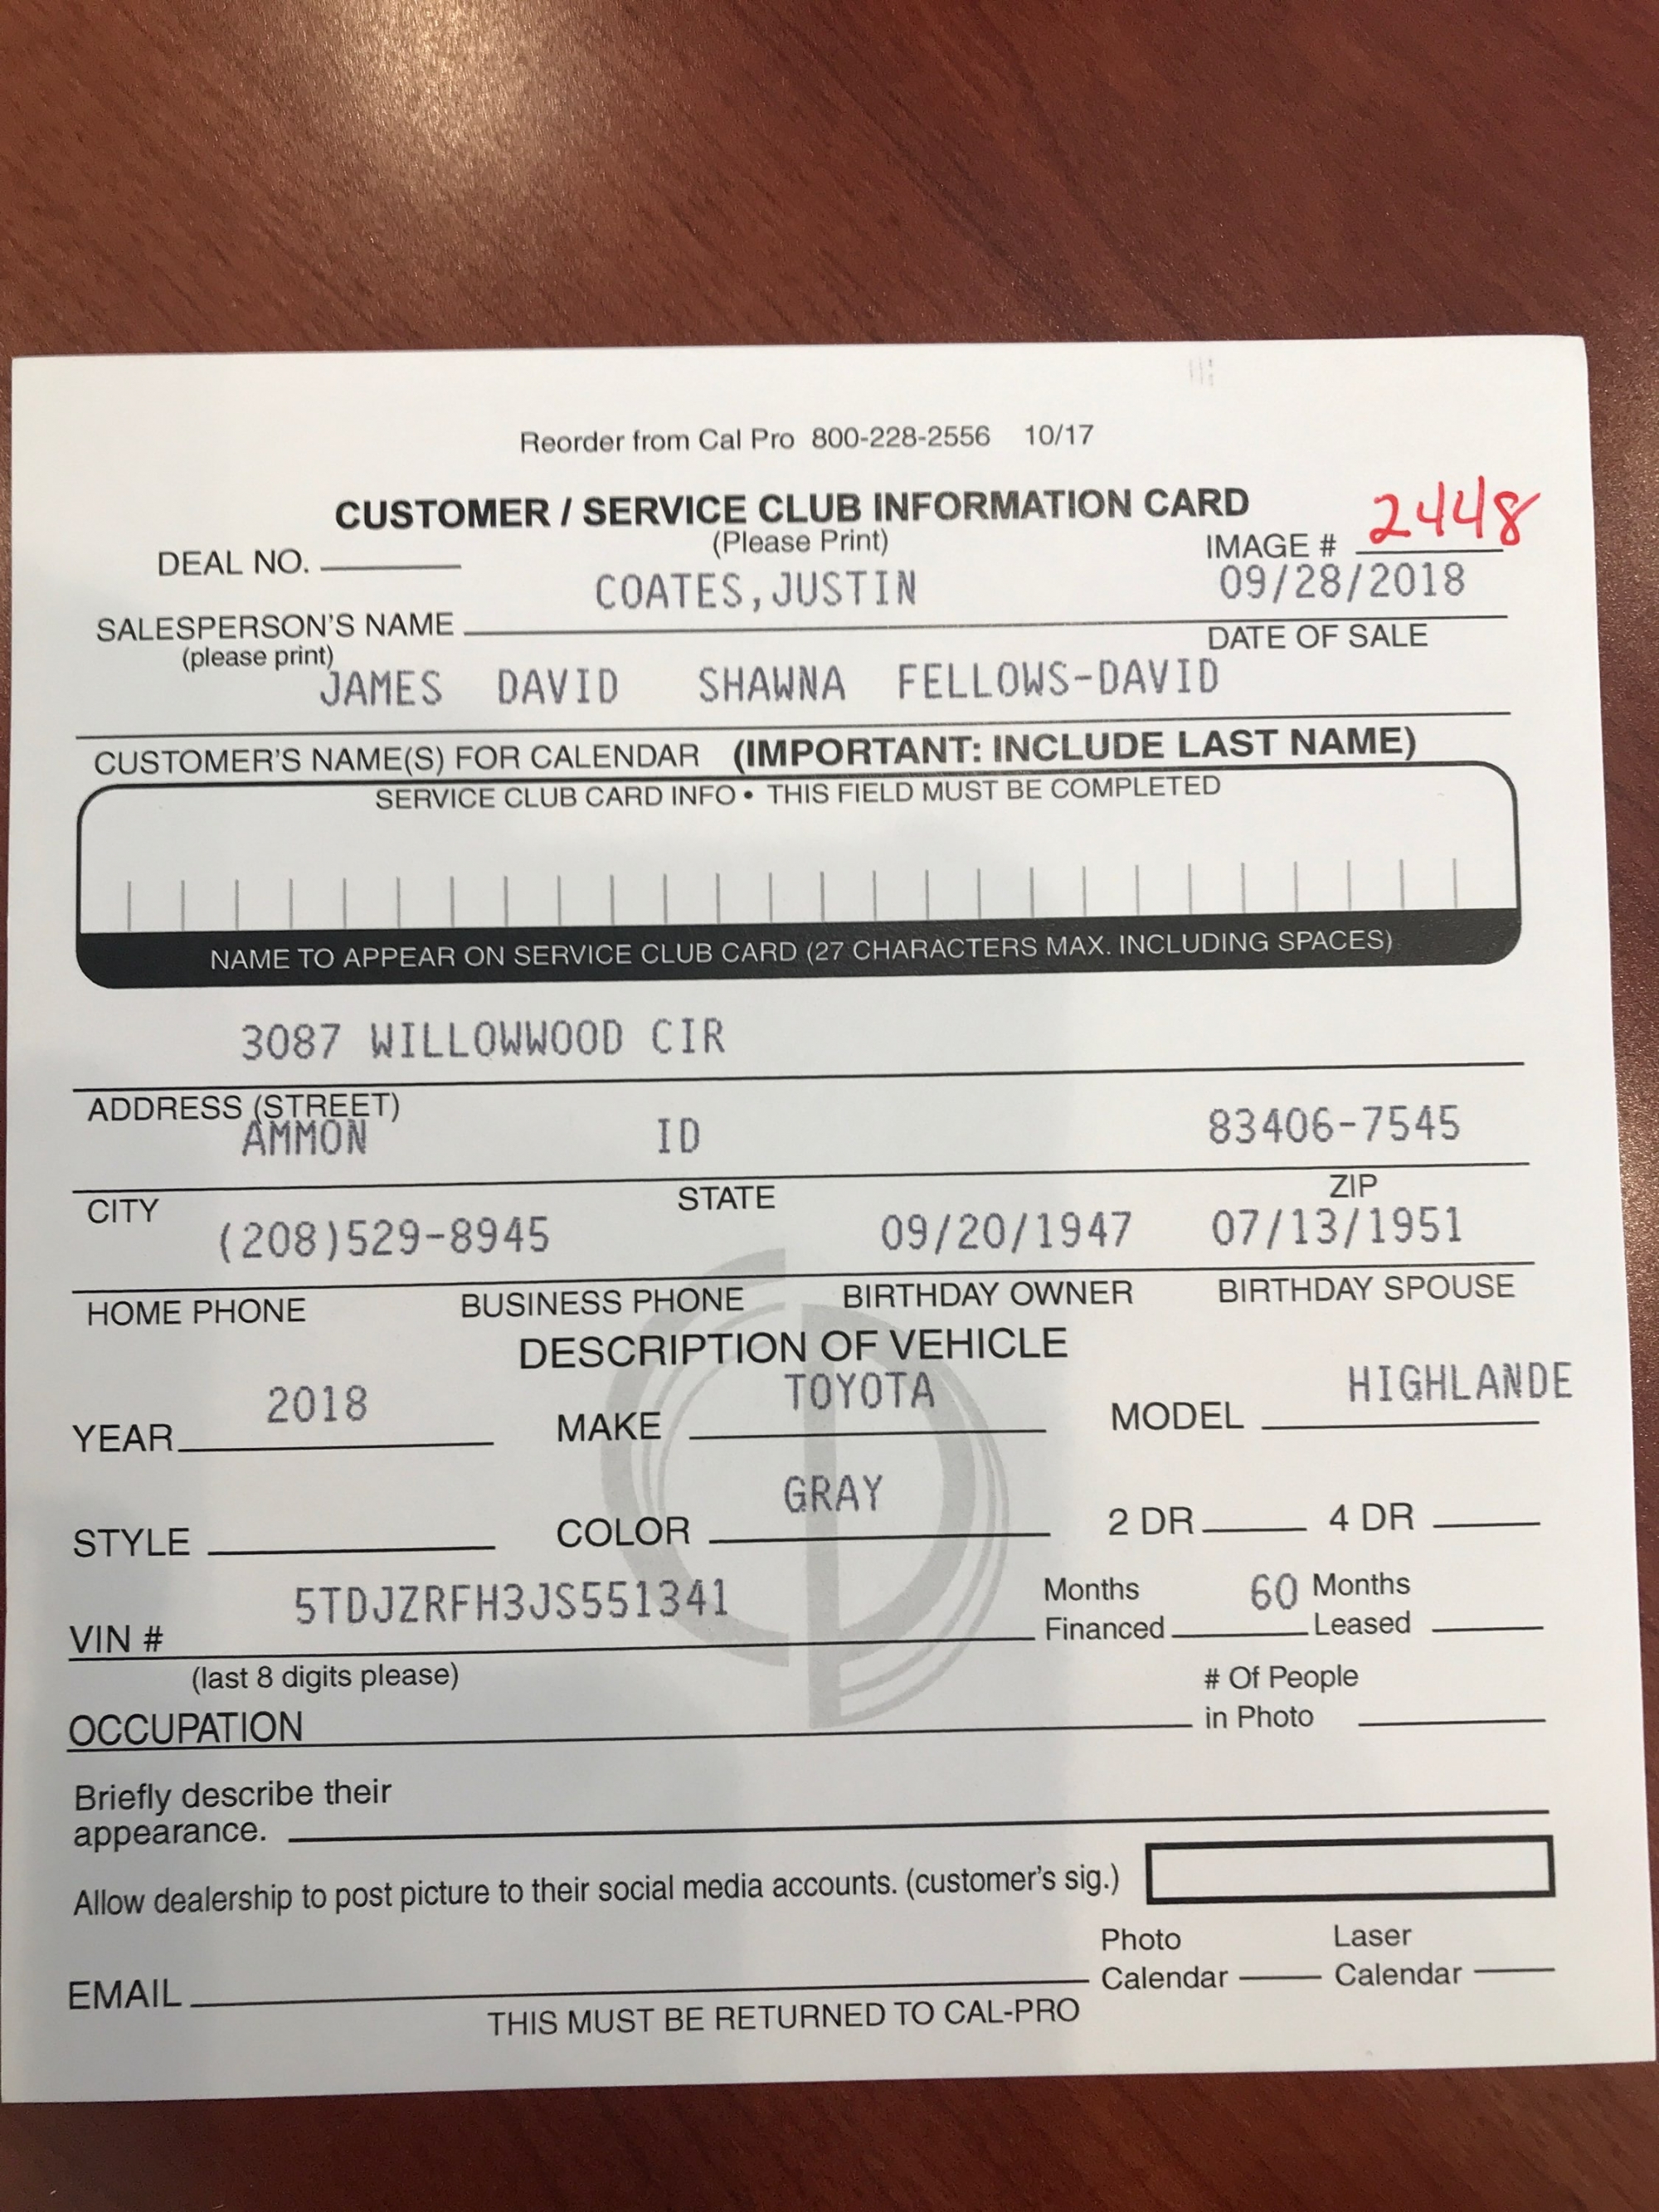 Reorder from Cal Pro 800-228-2556 10/17
CUSTOMER / SERVICE CLUB INFORMATION CARD
(Please Print)
2448
DEAL NO.
IMAGE #
COATES,JUSTIN 09/28/2018
SALESPERSON'S NAME
DATE OF SALE
(please print)
JAMES DAVID SHAWNA FELLOWS-DAVID
CUSTOMER'S NAME(S) FOR CALENDAR (IMPORTANT: INCLUDE LAST NAME)
SERVICE CLUB CARD INFO • THIS FIELD MUST BE COMPLETED
NAME TO APPEAR ON SERVICE CLUB CARD (27 CHARACTERS MAX. INCLUDING SPACES)
3087 WILLOWWOOD CIR
ADDRESS (STREET)
AMMON ID 83406-7545
CITY STATE ZIP
(208)529-8945 09/20/1947 07/13/1951
HOME PHONE BUSINESS PHONE BIRTHDAY OWNER BIRTHDAY SPOUSE
DESCRIPTION OF VEHICLE
2018 TOYOTA HIGHLANDE
YEAR MAKE MODEL
GRAY
STYLE COLOR 2 DR 4 DR
5TDJZRFH3JS551341 Months 60 Months
VIN # Financed Leased
(last 8 digits please) # Of People
OCCUPATION in Photo
Briefly describe their
appearance.
Allow dealership to post picture to their social media accounts. (customer's sig.)
Photo Laser
EMAIL Calendar Calendar
THIS MUST BE RETURNED TO CAL-PRO